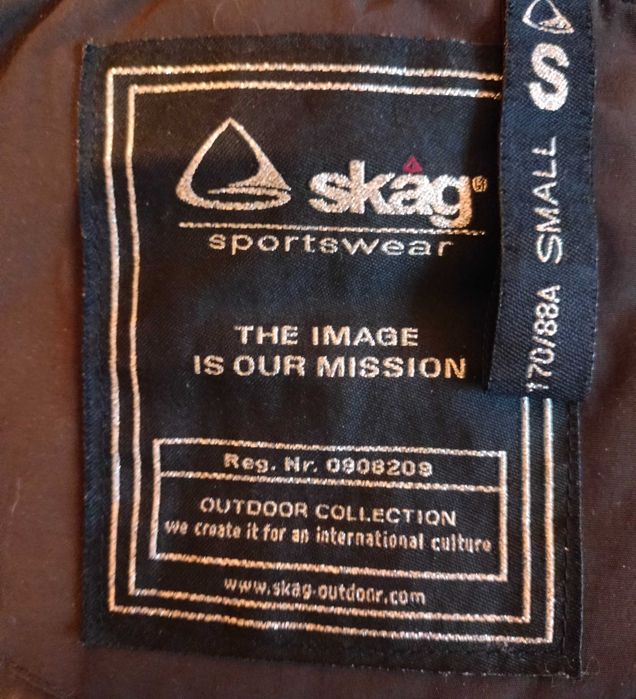 skåg®
sportswear
THE IMAGE
IS OUR MISSION
Reg. Nr. 0908209
OUTDOOR COLLECTION
we create it for an international culture
www.skag-outdoor.com
170/88A SMALL S